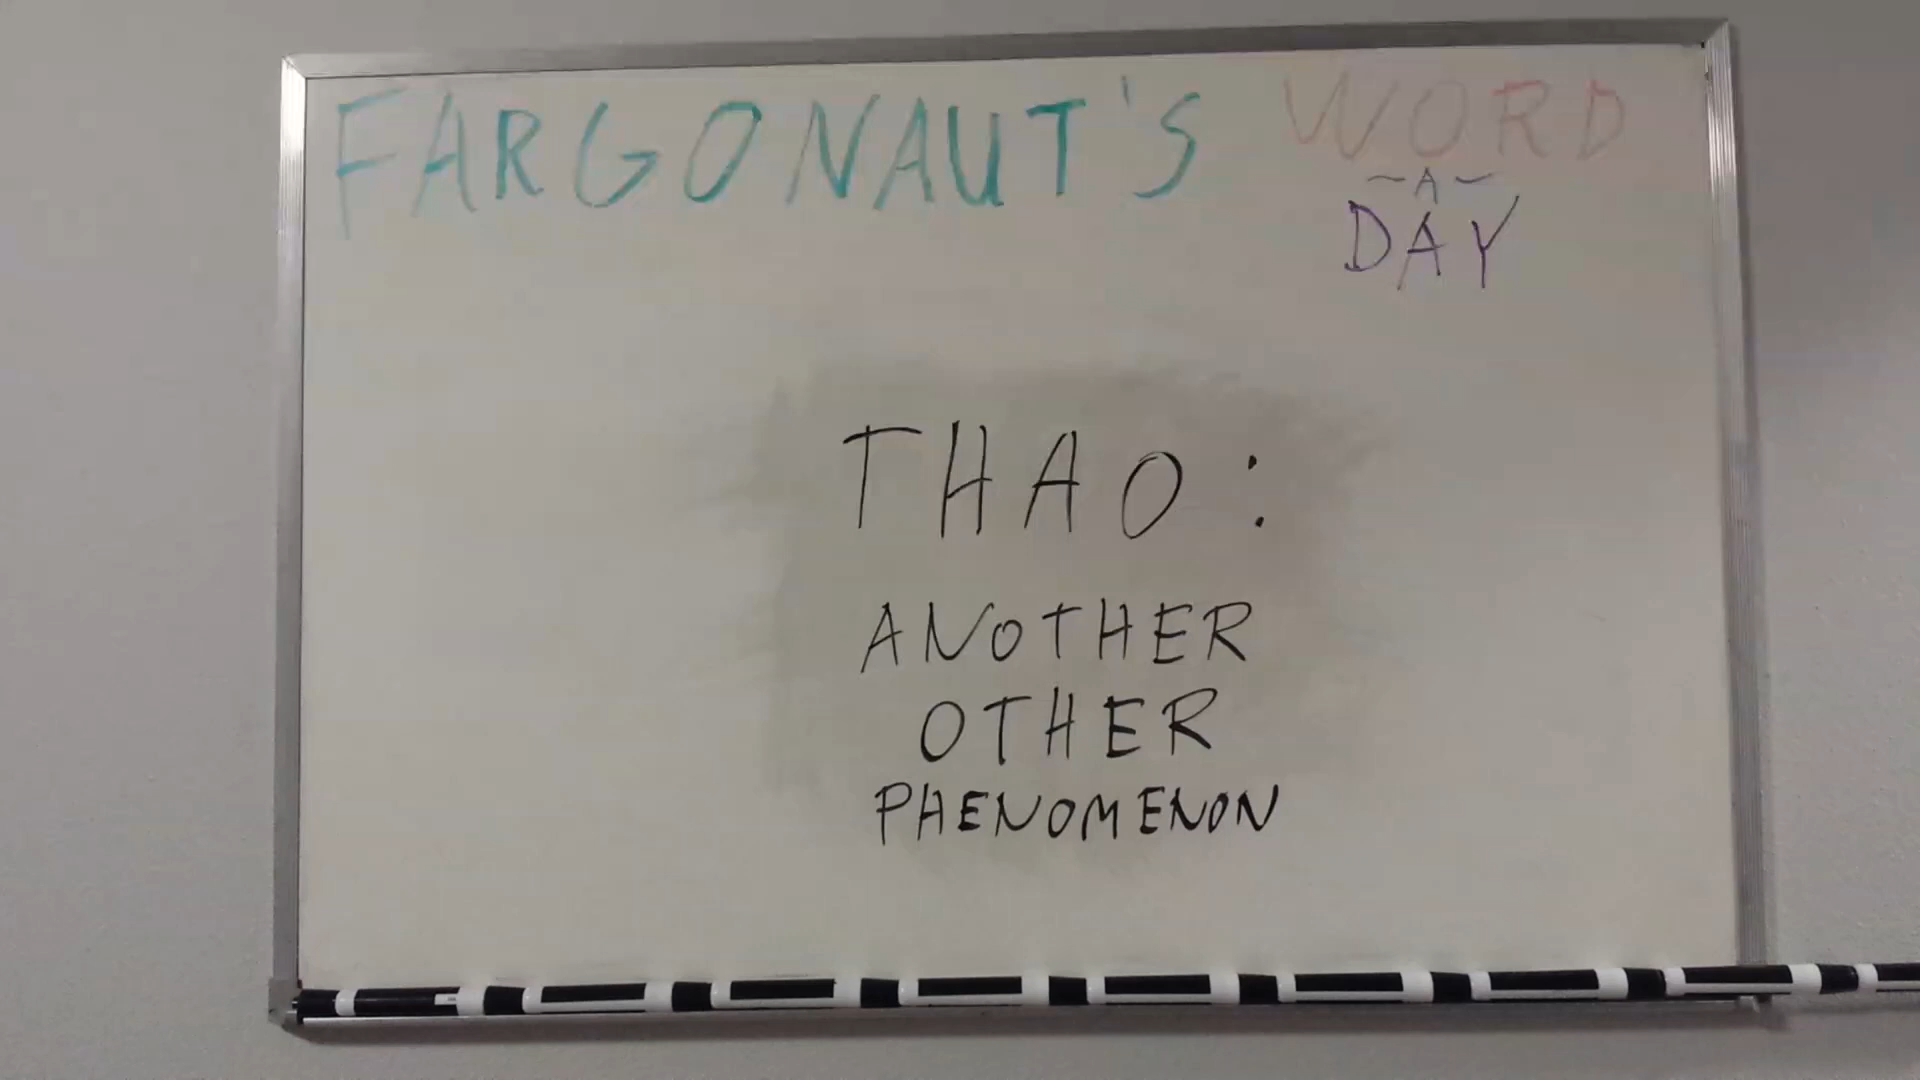 FARGONAUT'S WORD
~A~
DAY
THAO:
ANOTHER
OTHER
PHENOMENON